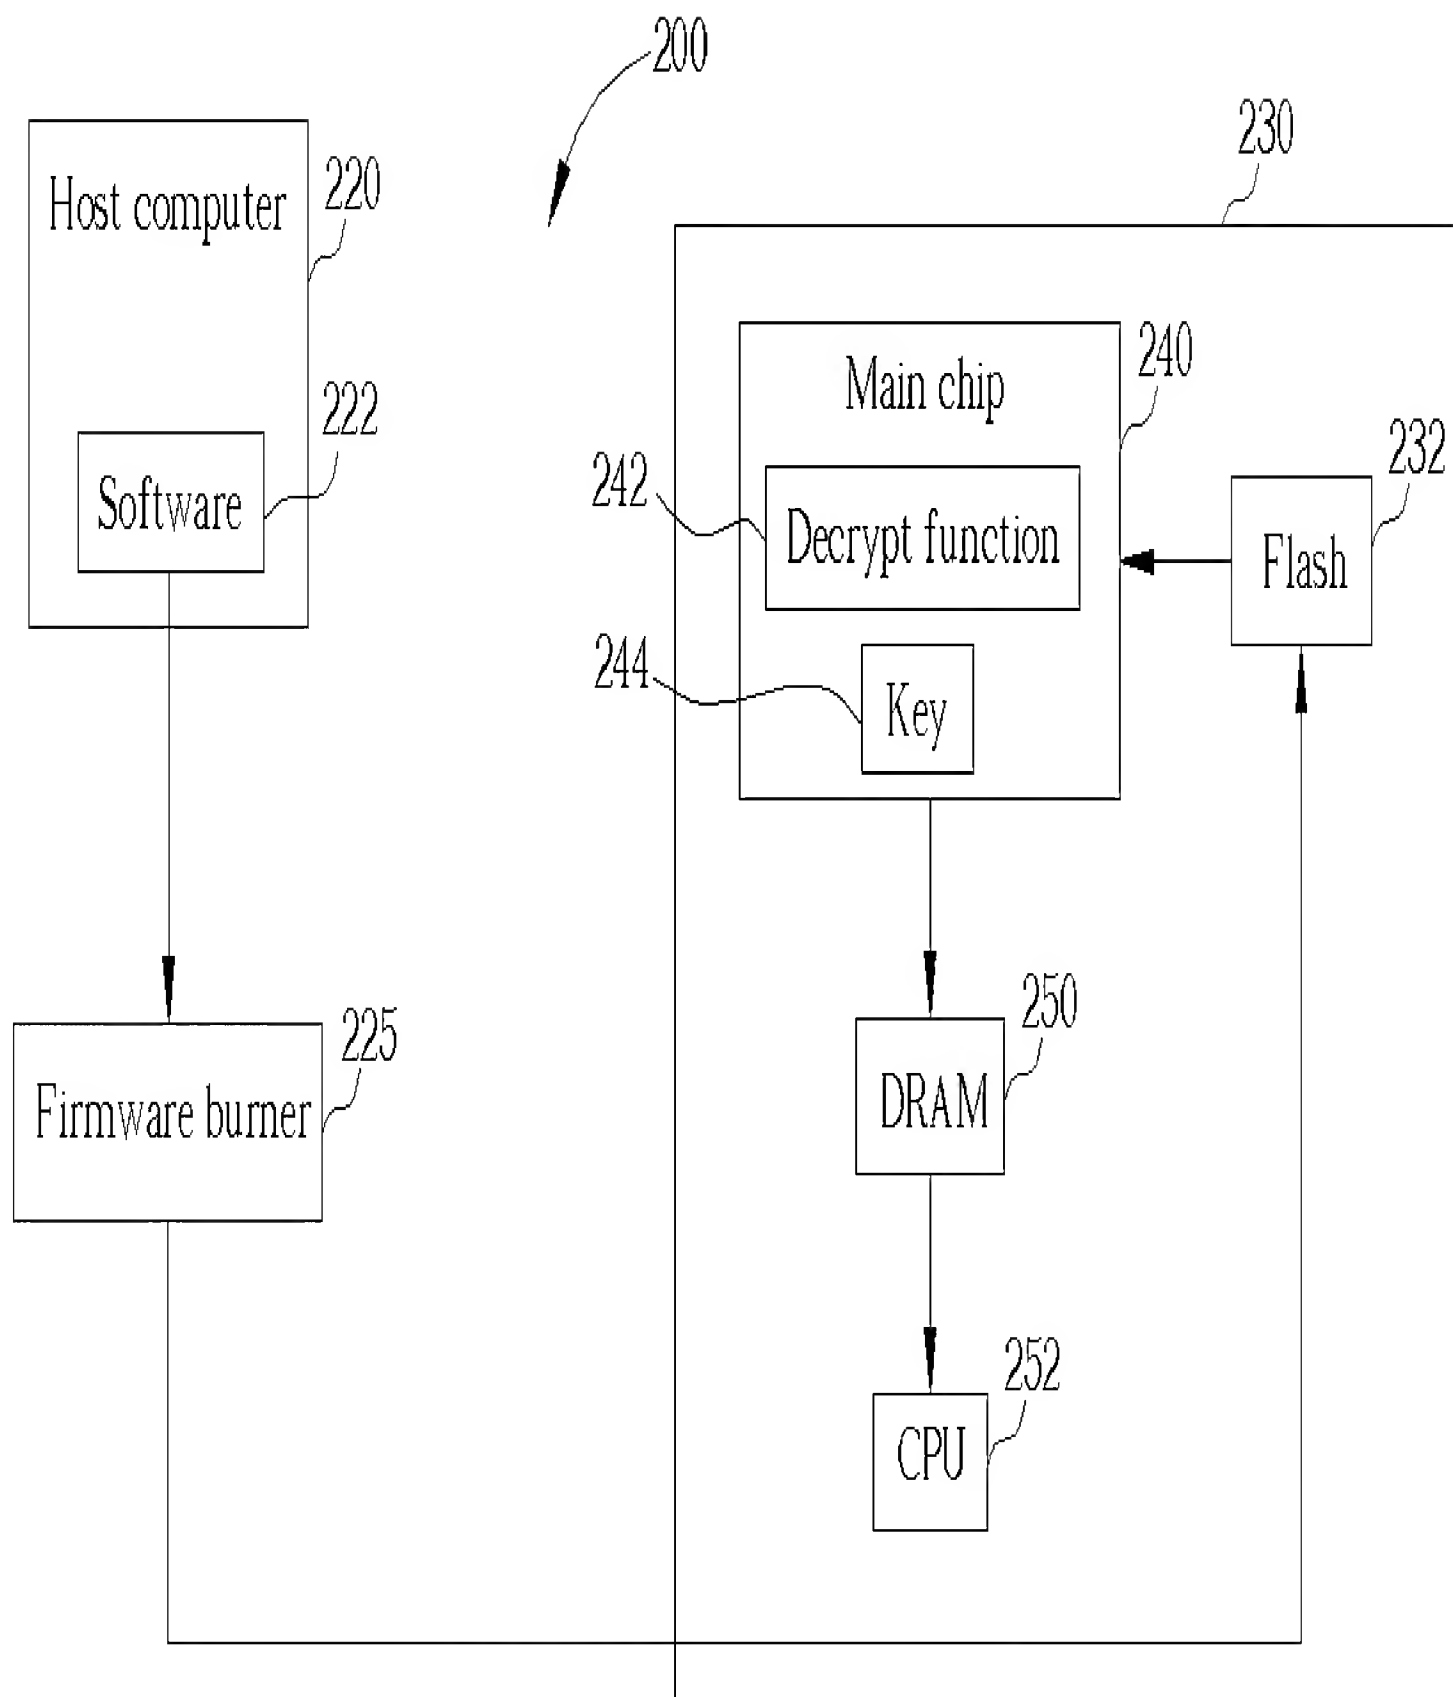 200
230
Host computer
220
240
Main chip
222
232
242
Software
Decrypt function
Flash
244
Key
250
225
DRAM
Firmware burner
252
CPU